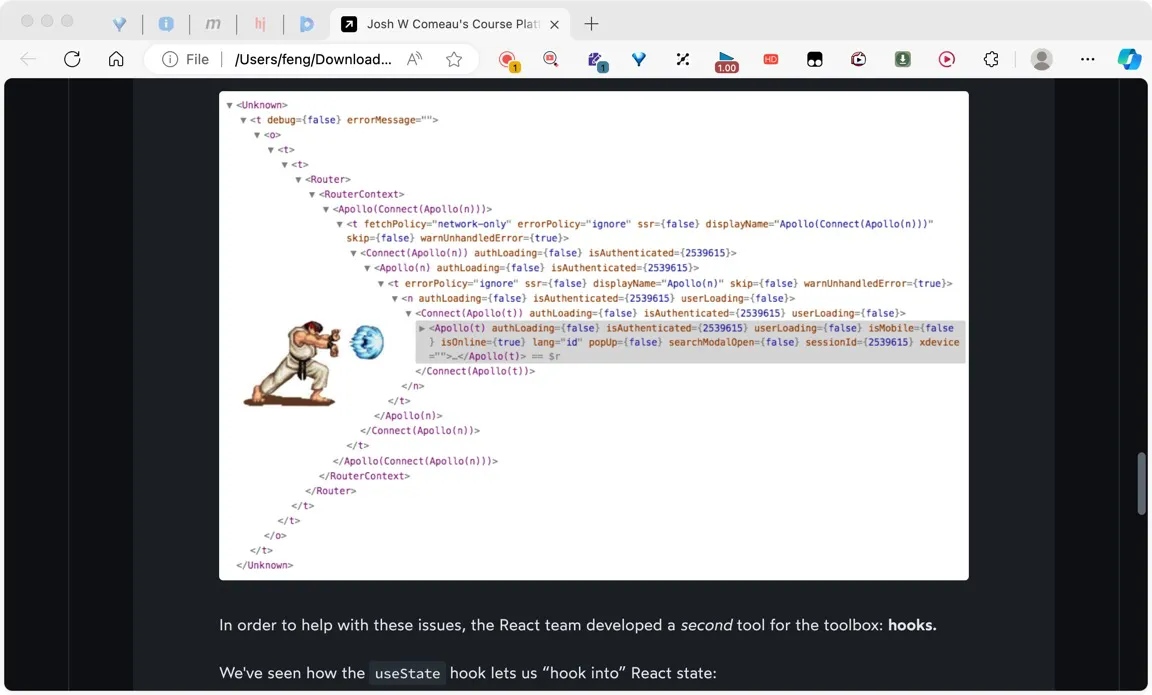 m
hj
Josh W Comeau's Course Plat
File
/Users/feng/Download...
A
1
1
1.00
HD
<Unknown>
<t debug={false} errorMessage="">
<o>
<t>
<t>
<Router>
<RouterContext>
<Apollo(Connect(Apollo(n)))>
<t fetchPolicy="network-only" errorPolicy="ignore" ssr={false} displayName="Apollo(Connect(Apollo(n)))"
skip={false} warnUnhandledError={true}>
<Connect(Apollo(n)) authLoading={false} isAuthenticated={2539615}>
<Apollo(n) authLoading={false} isAuthenticated={2539615}>
<t errorPolicy="ignore" ssr={false} displayName="Apollo(n)" skip={false} warnUnhandledError={true}>
<n authLoading={false} isAuthenticated={2539615} userLoading={false}>
<Connect(Apollo(t)) authLoading={false} isAuthenticated={2539615} userLoading={false}>
<Apollo(t) authLoading={false} isAuthenticated={2539615} userLoading={false} isMobile={false
} isOnline={true} lang="id" popUp={false} searchModalOpen={false} sessionId={2539615} xdevice
="">…</Apollo(t)> == $r
</Connect(Apollo(t))>
</n>
</t>
</Apollo(n)>
</Connect(Apollo(n))>
</t>
</Apollo(Connect(Apollo(n)))>
</RouterContext>
</Router>
</t>
</t>
</o>
</t>
</Unknown>
In order to help with these issues, the React team developed a second tool for the toolbox: hooks.
We've seen how the useState hook lets us “hook into” React state: